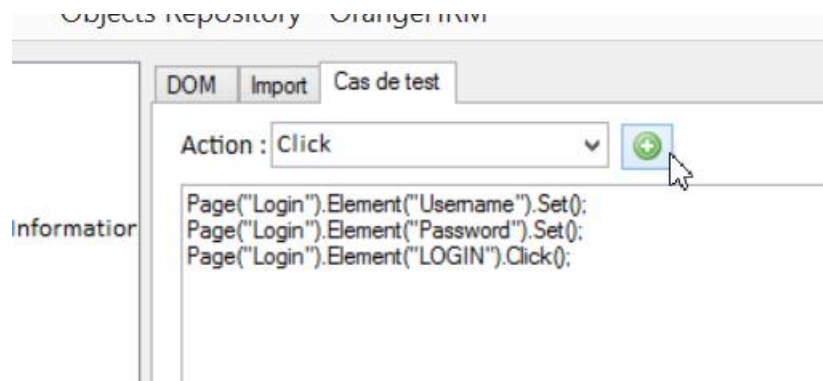 Objects Repository OrangeHRM
DOM Import Cas de test
Action : Click
Page("Login").Element("Username").Set();
Page("Login").Element("Password").Set();
Information
Page("Login").Element("LOGIN").Click();